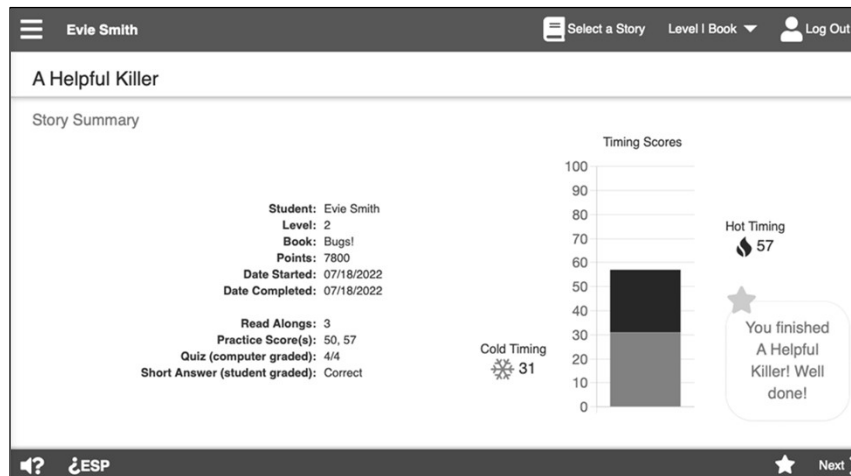 Evie Smith
Select a Story
Level | Book
Log Out
A Helpful Killer
Story Summary
Student: Evie Smith
Level: 2
Book: Bugs!
Points: 7800
Date Started: 07/18/2022
Date Completed: 07/18/2022
Read Alongs: 3
Practice Score(s): 50, 57
Quiz (computer graded): 4/4
Short Answer (student graded): Correct
Timing Scores
100
90
80
70
60
50
40
30
20
10
0
Cold Timing
31
Hot Timing
57
You finished
A Helpful
Killer! Well
done!
?
¿ESP
Next